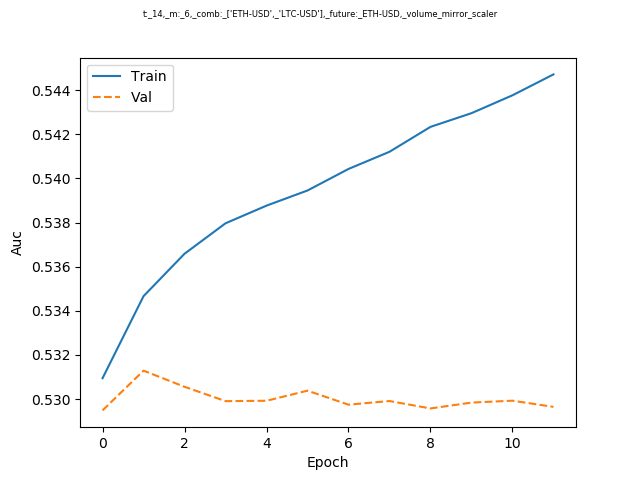 t:_14,_m:_6,_comb:_['ETH-USD',_'LTC-USD'],_future:_ETH-USD,_volume_mirror_scaler
Train
Val
0.544
0.542
0.540
0.538
0.536
0.534
0.532
0.530
Auc
0 2 4 6 8 10
Epoch